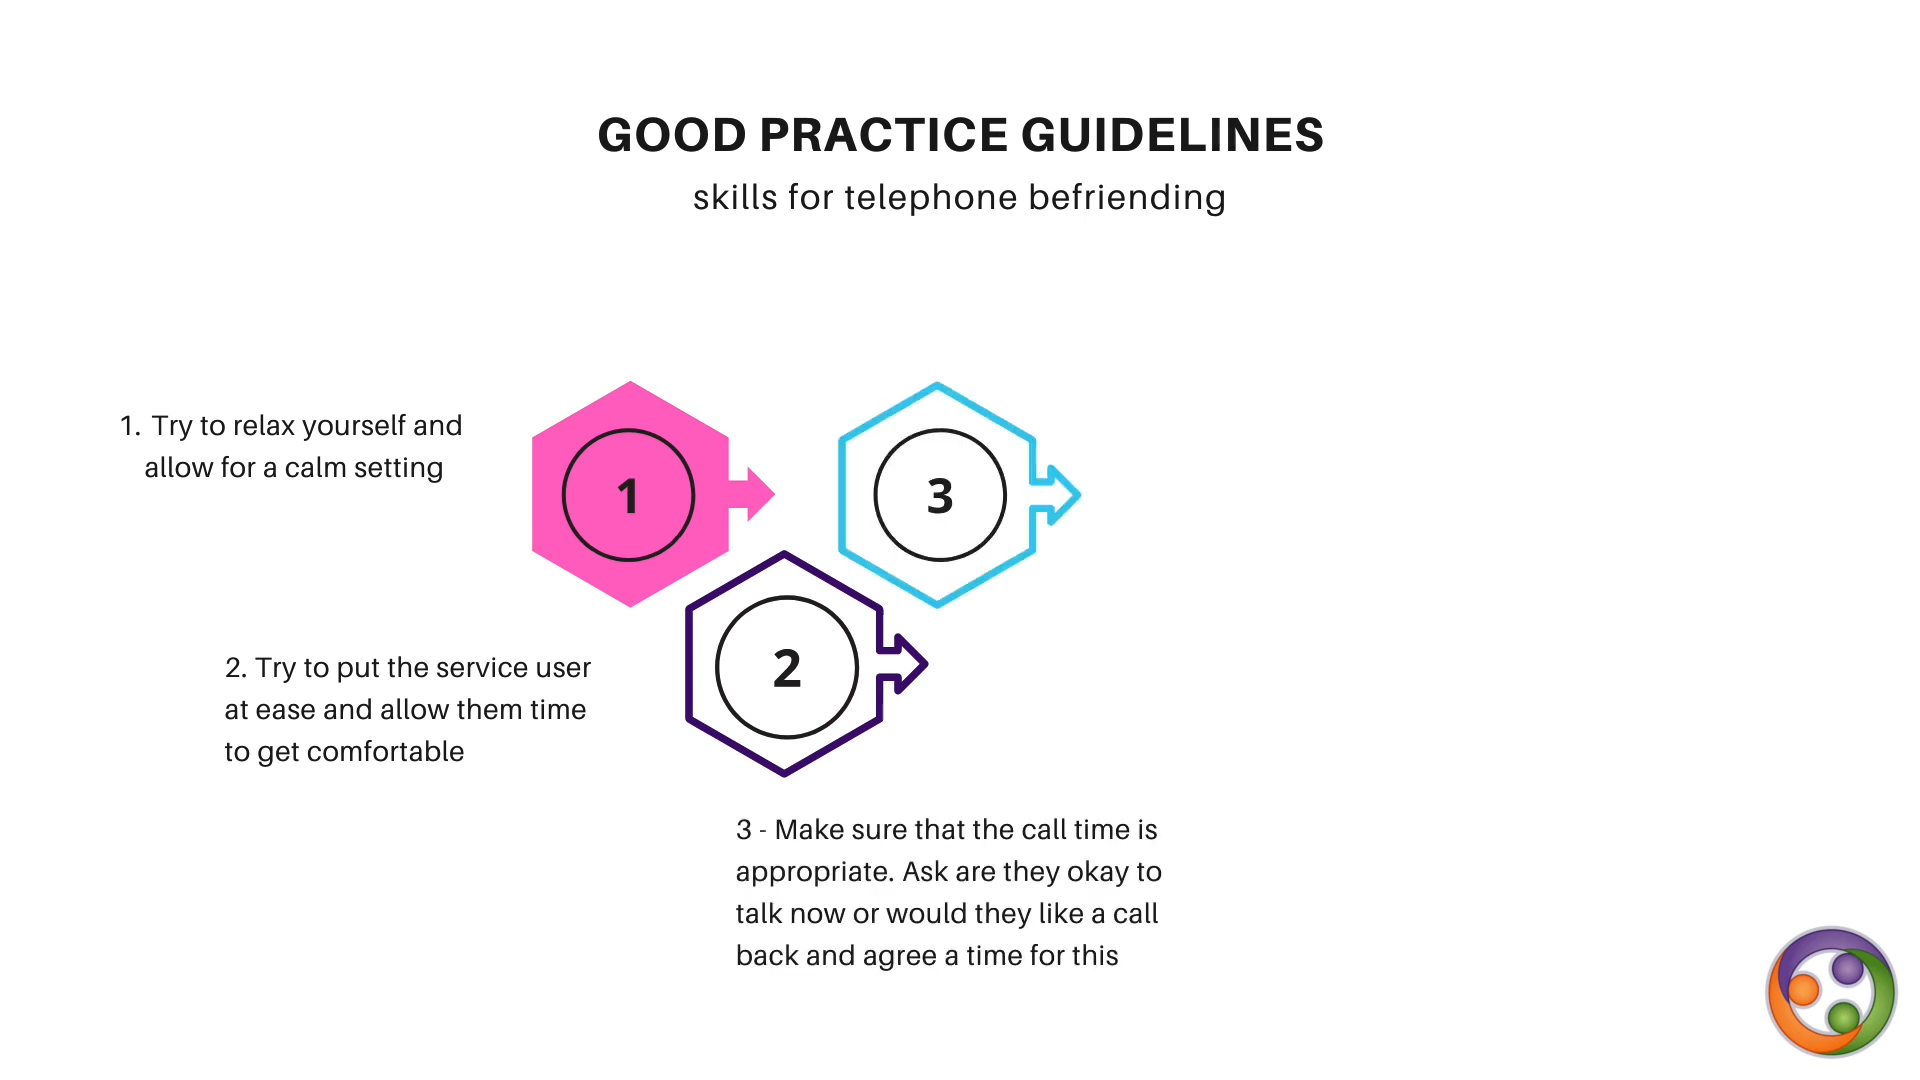 GOOD PRACTICE GUIDELINES
skills for telephone befriending
1. Try to relax yourself and
allow for a calm setting
1
3
2
2. Try to put the service user
at ease and allow them time
to get comfortable
3 - Make sure that the call time is
appropriate. Ask are they okay to
talk now or would they like a call
back and agree a time for this